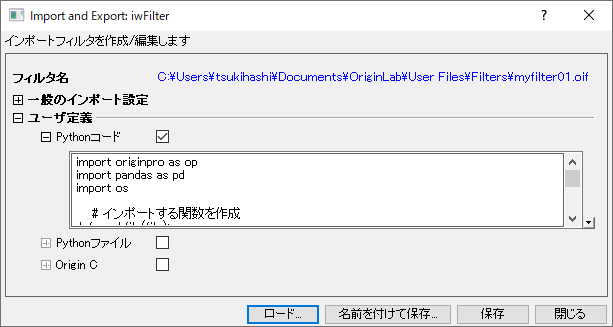 Import and Export: iwFilter
インポートフィルタを作成/編集します
フィルタ名 C:¥Users¥tsukihashi¥Documents¥OriginLab¥User Files¥Filters¥myfilter01.oif
一般のインポート設定
ユーザ定義
Pythonコード
import originpro as op
import pandas as pd
import os
# インポートする関数を作成
Pythonファイル
Origin C
ロード... 名前を付けて保存... 保存 閉じる